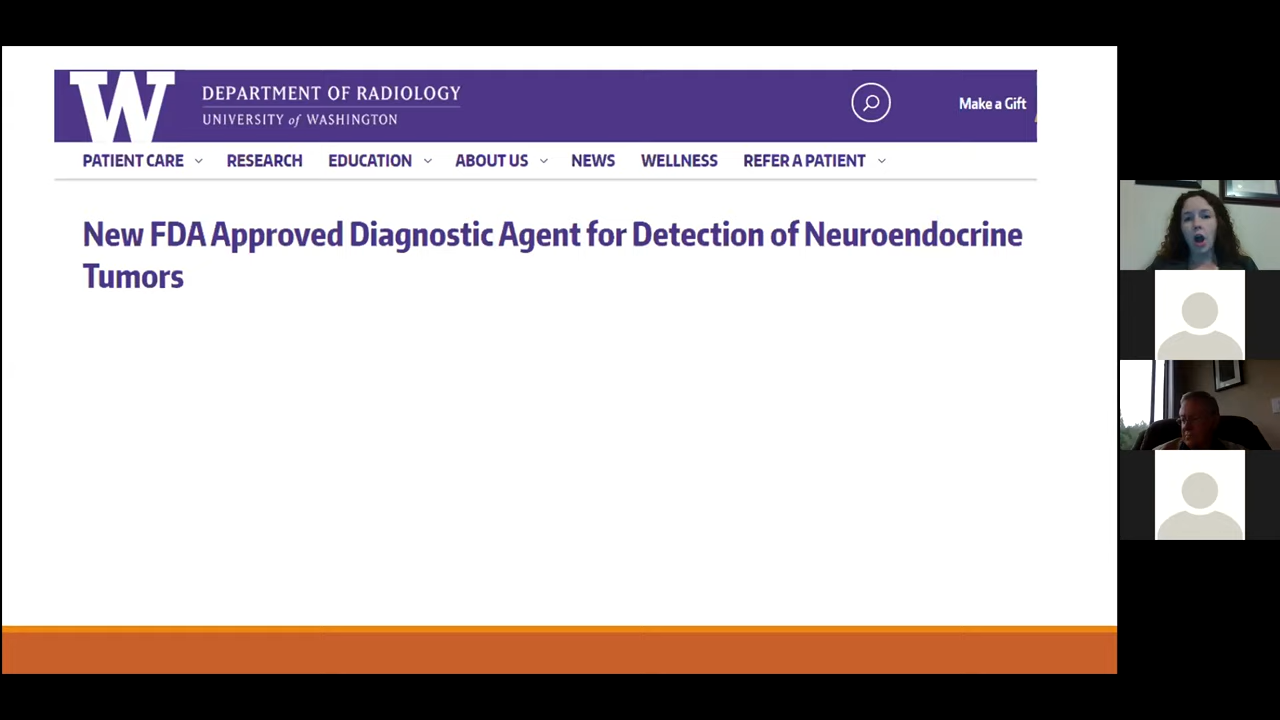 W
DEPARTMENT OF RADIOLOGY
UNIVERSITY of WASHINGTON
Make a Gift
PATIENT CARE RESEARCH EDUCATION ABOUT US NEWS WELLNESS REFER A PATIENT
New FDA Approved Diagnostic Agent for Detection of Neuroendocrine
Tumors